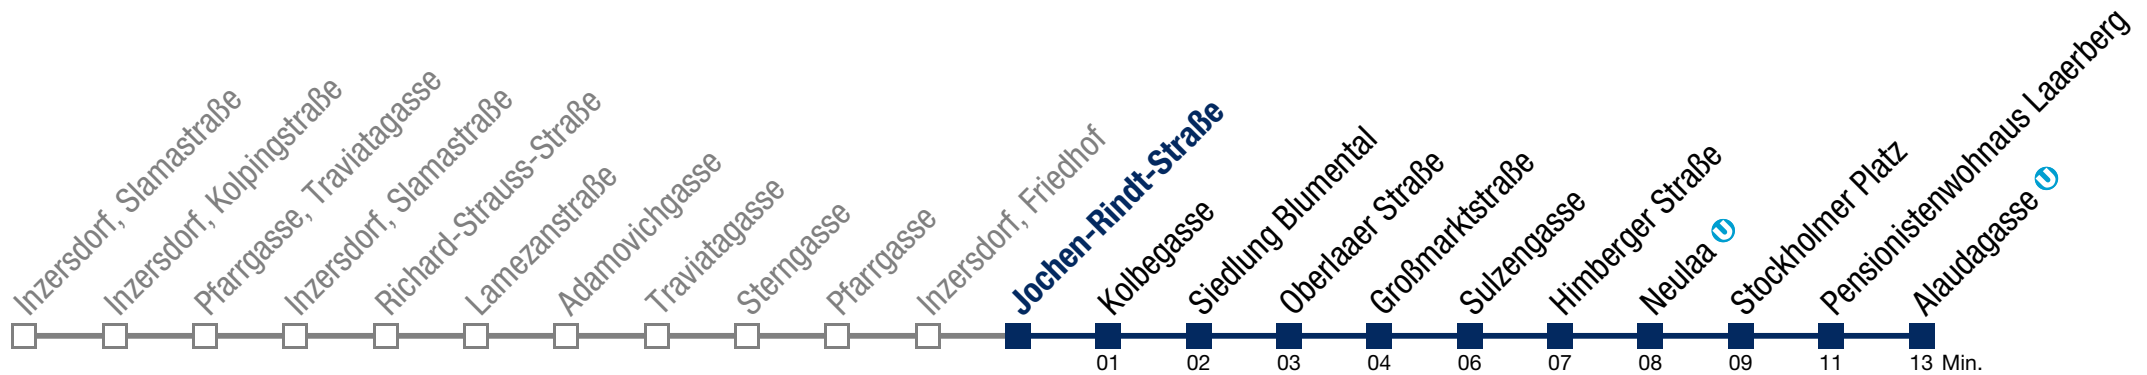 Inzersdorf, Slamastraße
Inzersdorf, Kolpingstraße
Pfarrgasse, Traviatagasse
Inzersdorf, Slamastraße
Richard-Strauss-Straße
Lamezanstraße
Adamovichgasse
Traviatagasse
Sterngasse
Pfarrgasse
Inzersdorf, Friedhof
Jochen-Rindt-Straße
Kolbegasse
Siedlung Blumental
Oberlaaer Straße
Großmarktstraße
Sulzengasse
Himberger Straße
Neulaa U
Stockholmer Platz
Pensionistenwohnhaus Laaerberg
Alaudagasse U
01 02 03 04 06 07 08 09 11 13 Min.